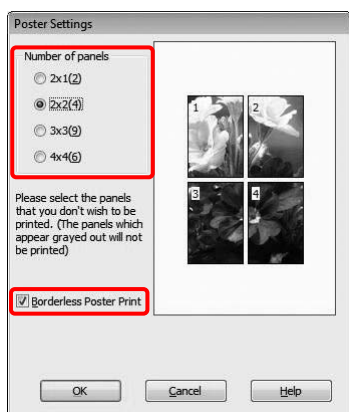 Poster Settings
Number of panels
2x1(2)
2x2(4)
3x3(9)
4x4(6)
1
2
3
4
Please select the panels
that you don't wish to be
printed. (The panels which
appear grayed out will not
be printed)
Borderless Poster Print
OK
Cancel
Help